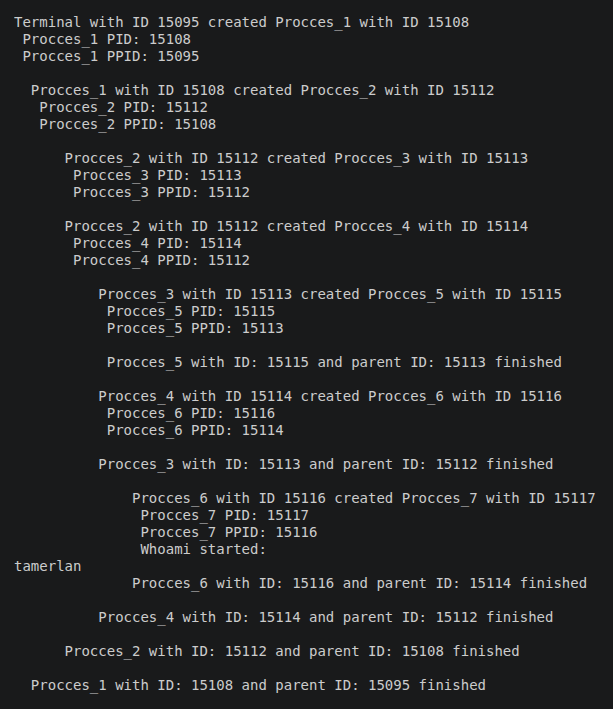 Terminal with ID 15095 created Procces_1 with ID 15108
Procces_1 PID: 15108
Procces_1 PPID: 15095
Procces_1 with ID 15108 created Procces_2 with ID 15112
Procces_2 PID: 15112
Procces_2 PPID: 15108
Procces_2 with ID 15112 created Procces_3 with ID 15113
Procces_3 PID: 15113
Procces_3 PPID: 15112
Procces_2 with ID 15112 created Procces_4 with ID 15114
Procces_4 PID: 15114
Procces_4 PPID: 15112
Procces_3 with ID 15113 created Procces_5 with ID 15115
Procces_5 PID: 15115
Procces_5 PPID: 15113
Procces_5 with ID: 15115 and parent ID: 15113 finished
Procces_4 with ID 15114 created Procces_6 with ID 15116
Procces_6 PID: 15116
Procces_6 PPID: 15114
Procces_3 with ID: 15113 and parent ID: 15112 finished
Procces_6 with ID 15116 created Procces_7 with ID 15117
Procces_7 PID: 15117
Procces_7 PPID: 15116
Whoami started:
tamerlan
Procces_6 with ID: 15116 and parent ID: 15114 finished
Procces_4 with ID: 15114 and parent ID: 15112 finished
Procces_2 with ID: 15112 and parent ID: 15108 finished
Procces_1 with ID: 15108 and parent ID: 15095 finished